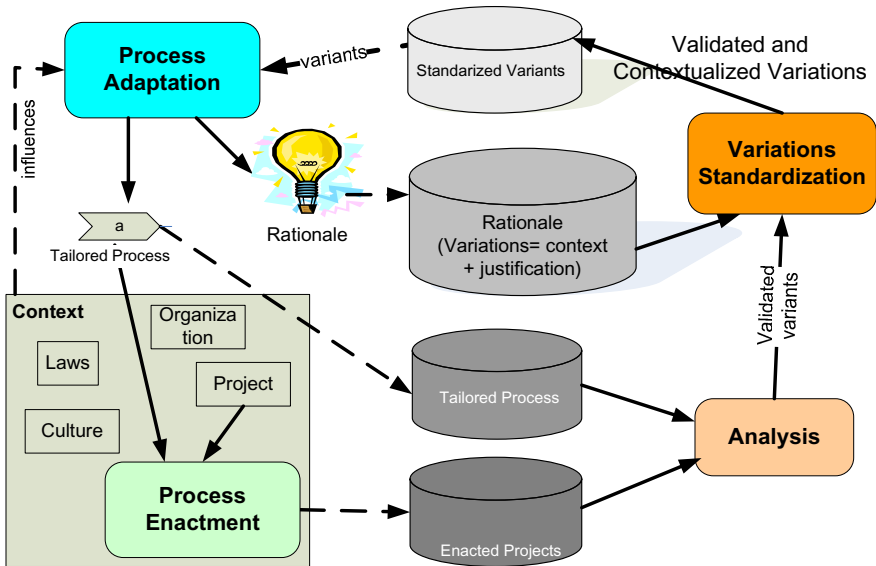 Process
Adaptation
variants
Standarized Variants
Validated and
Contextualized Variations
influences
Variations
Standardization
Rationale
Rationale
(Variations= context
+ justification)
a
Tailored Process
Validated
variants
Context
Organiza
tion
Laws
Project
Culture
Tailored Process
Analysis
Process
Enactment
Enacted Projects